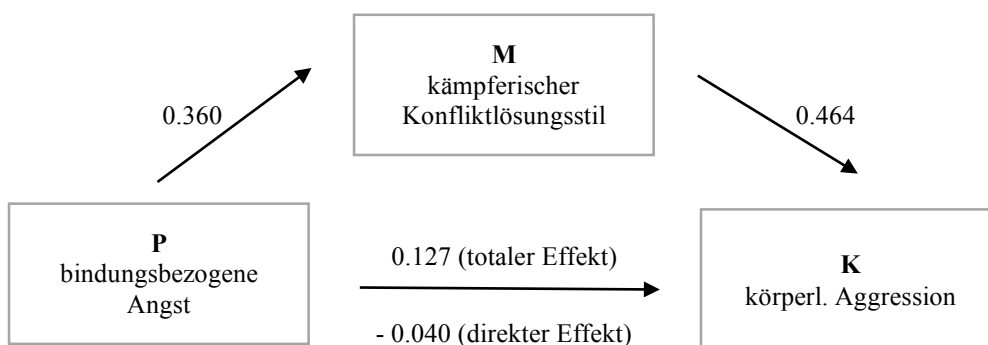 M
kämpferischer
Konfliktlösungsstil
0.360
0.464
P
bindungsbezogene
Angst
0.127 (totaler Effekt)
- 0.040 (direkter Effekt)
K
körperl. Aggression